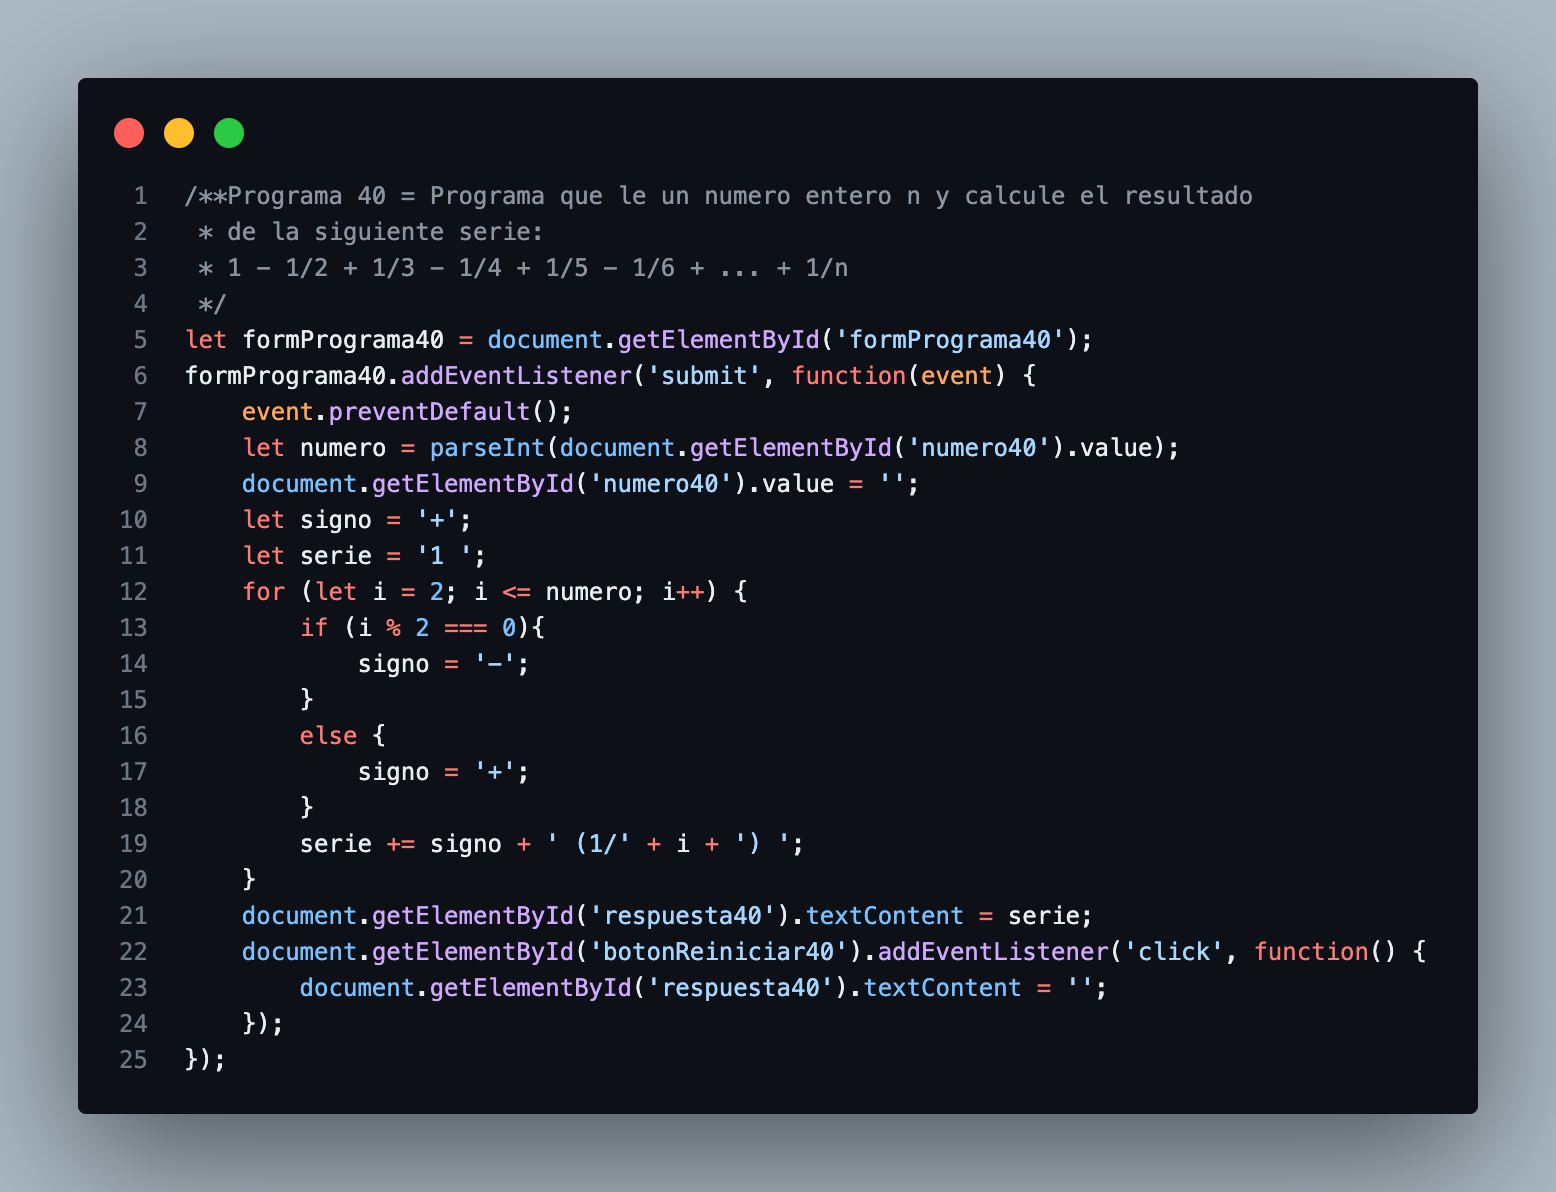 1 /**Programa 40 = Programa que le un numero entero n y calcule el resultado
2  * de la siguiente serie:
3  * 1 - 1/2 + 1/3 - 1/4 + 1/5 - 1/6 + ... + 1/n
4  */
5 let formPrograma40 = document.getElementById('formPrograma40');
6 formPrograma40.addEventListener('submit', function(event) {
7     event.preventDefault();
8     let numero = parseInt(document.getElementById('numero40').value);
9     document.getElementById('numero40').value = '';
10     let signo = '+';
11     let serie = '1 ';
12     for (let i = 2; i <= numero; i++) {
13         if (i % 2 === 0){
14             signo = '-';
15         }
16         else {
17             signo = '+';
18         }
19         serie += signo + ' (1/' + i + ') ';
20     }
21     document.getElementById('respuesta40').textContent = serie;
22     document.getElementById('botonReiniciar40').addEventListener('click', function() {
23         document.getElementById('respuesta40').textContent = '';
24     });
25 });